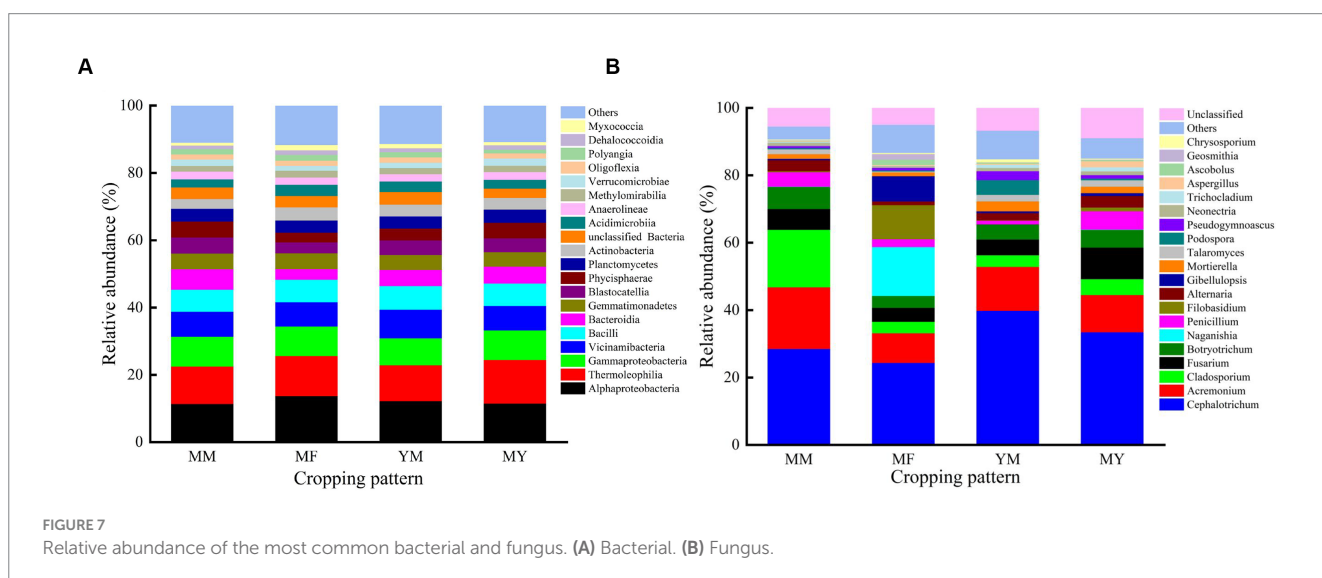 A
Relative abundance (%)
100
80
60
40
20
0
MM MF YM MY
Cropping pattern
Others
Myxococcia
Dehalococcoidia
Polyangia
Oligoflexia
Verrucomicrobiae
Methylomirabilia
Anaerolineae
Acidimicrobiia
unclassified Bacteria
Actinobacteria
Planctomycetes
Phycisphaerae
Blastocatellia
Gemmatimonadetes
Bacteroidia
Bacilli
Vicinamibacteria
Gammaproteobacteria
Thermoleophilia
Alphaproteobacteria
B
Relative abundance (%)
100
80
60
40
20
0
MM MF YM MY
Cropping pattern
Unclassified
Others
Chrysosporium
Geosmithia
Ascobolus
Aspergillus
Trichocladium
Neonectria
Pseudogymnoascus
Podospora
Talaromyces
Mortierella
Gibellulopsis
Alternaria
Filobasidium
Penicillium
Naganishia
Botryotrichum
Fusarium
Cladosporium
Acremonium
Cephalotrichum
FIGURE 7
Relative abundance of the most common bacterial and fungus. (A) Bacterial. (B) Fungus.